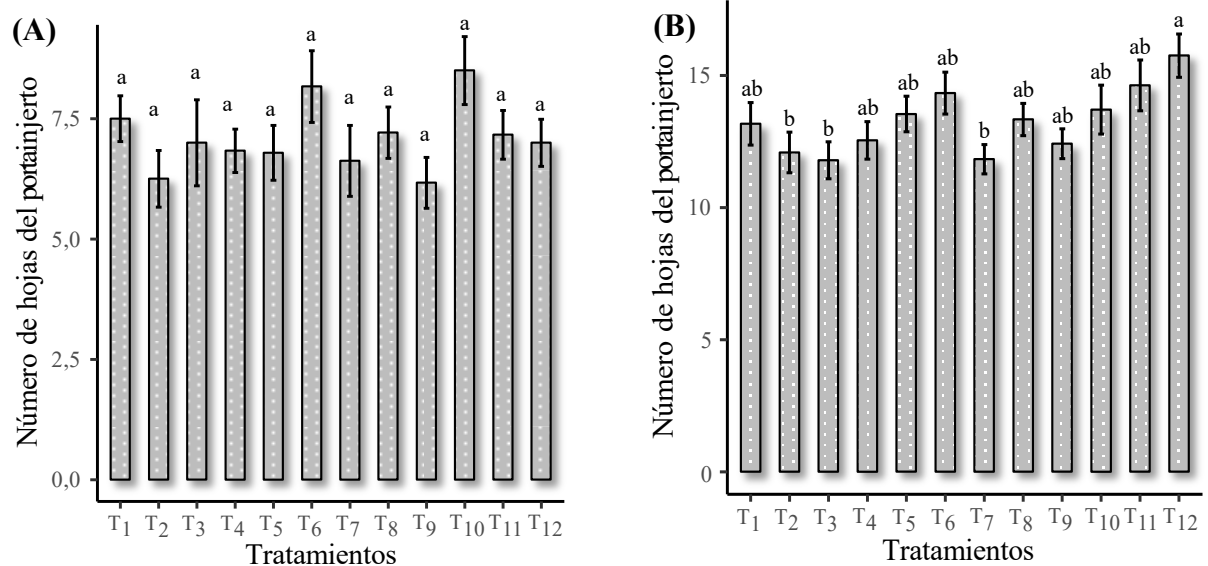 (A)
Número de hojas del portainjerto
7,5
5,0
2,5
0,0
a a a a a a a a a a a a
T1 T2 T3 T4 T5 T6 T7 T8 T9 T10 T11 T12
Tratamientos
(B)
Número de hojas del portainjerto
15
10
5
0
ab b b ab ab ab b ab ab ab ab a
T1 T2 T3 T4 T5 T6 T7 T8 T9 T10 T11 T12
Tratamientos